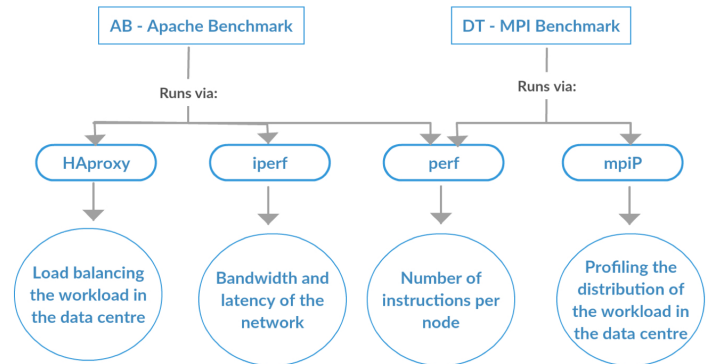 AB - Apache Benchmark
DT - MPI Benchmark
Runs via:
Runs via:
HAproxy
iperf
perf
mpiP
Load balancing
the workload in
the data centre
Bandwidth and
latency of the
network
Number of
instructions per
node
Profiling the
distribution of
the workload in
the data centre